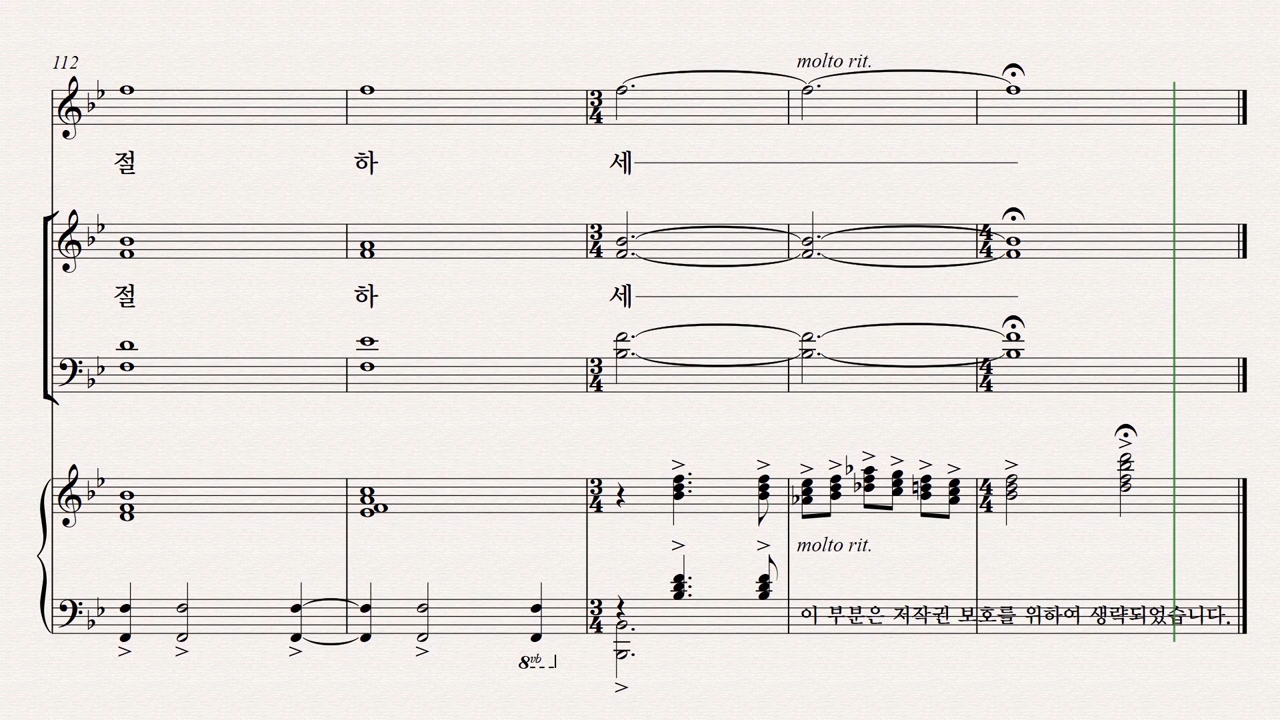 112
molto rit.
절 하 세
절 하 세
molto rit.
이 부분은 저작권 보호를 위하여 생략되었습니다.
8vb